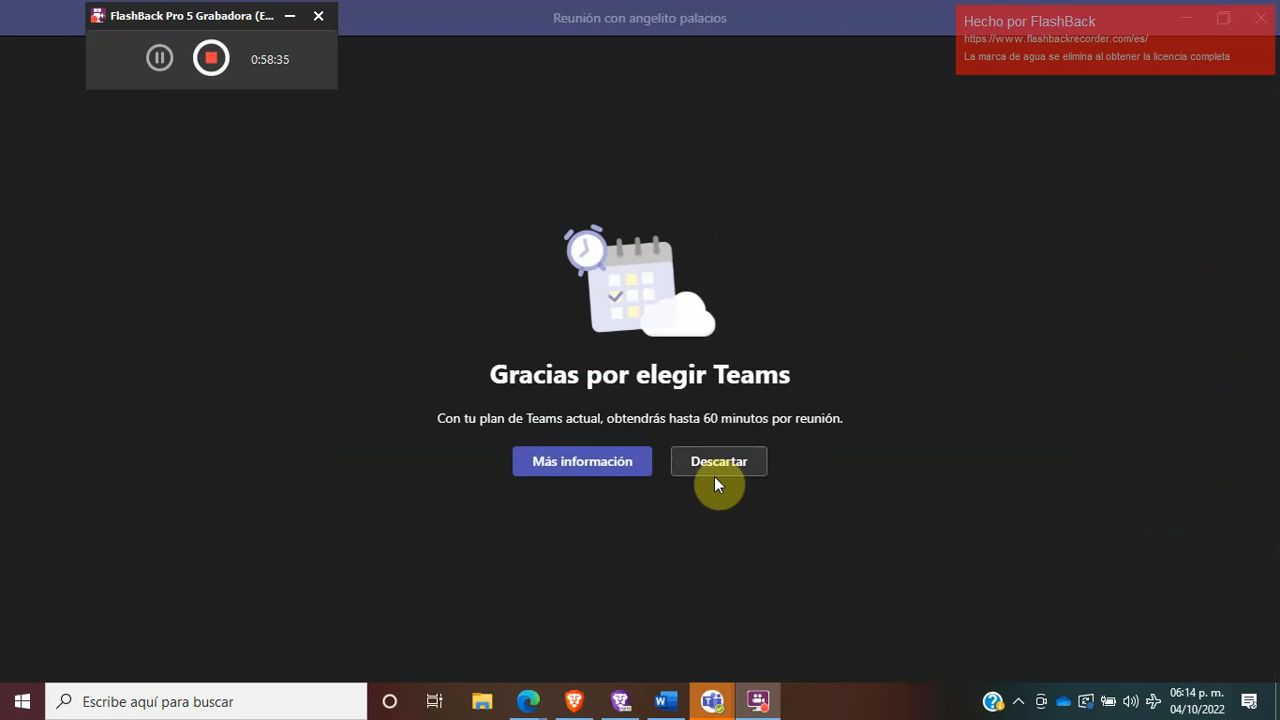 FlashBack Pro 5 Grabadora (E...
0:58:35
Reunión con angelito palacios
Hecho por FlashBack
https://www.flashbackrecorder.com/es/
La marca de agua se elimina al obtener la licencia completa
Gracias por elegir Teams
Con tu plan de Teams actual, obtendrás hasta 60 minutos por reunión.
Más información
Descartar
Escribe aquí para buscar
06:14 p. m.
04/10/2022